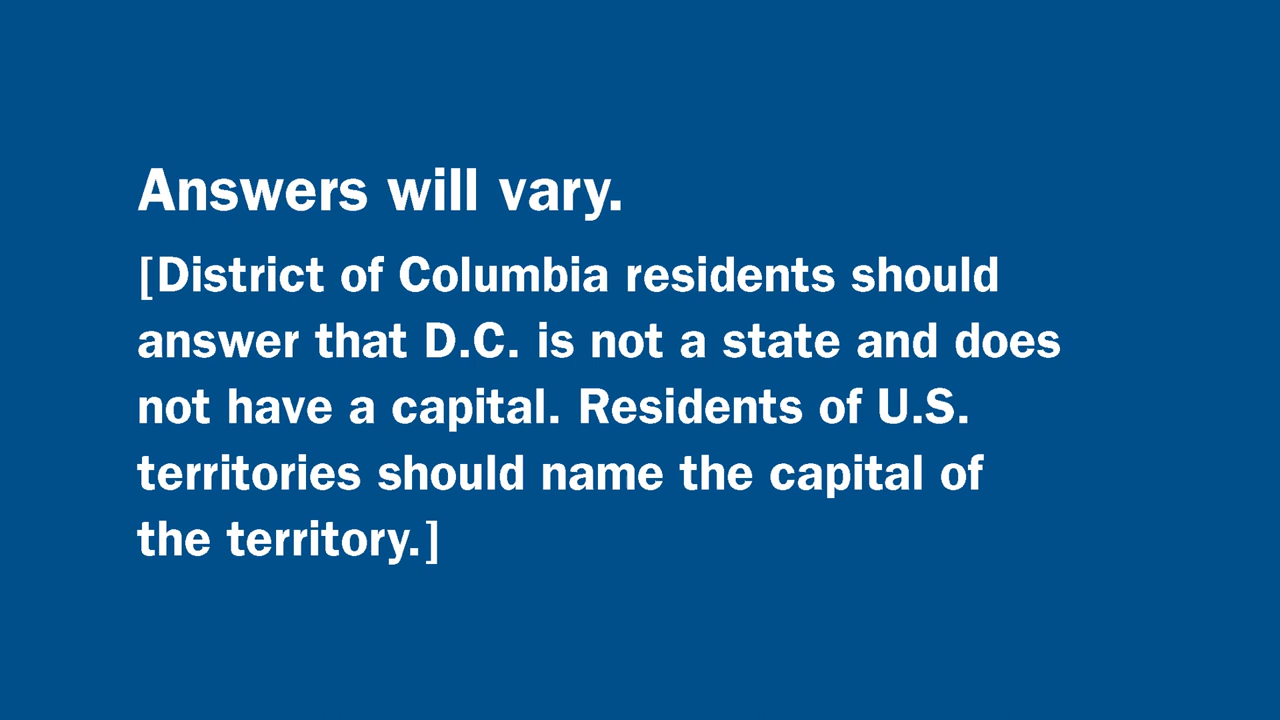 Answers will vary.
[District of Columbia residents should
answer that D.C. is not a state and does
not have a capital. Residents of U.S.
territories should name the capital of
the territory.]